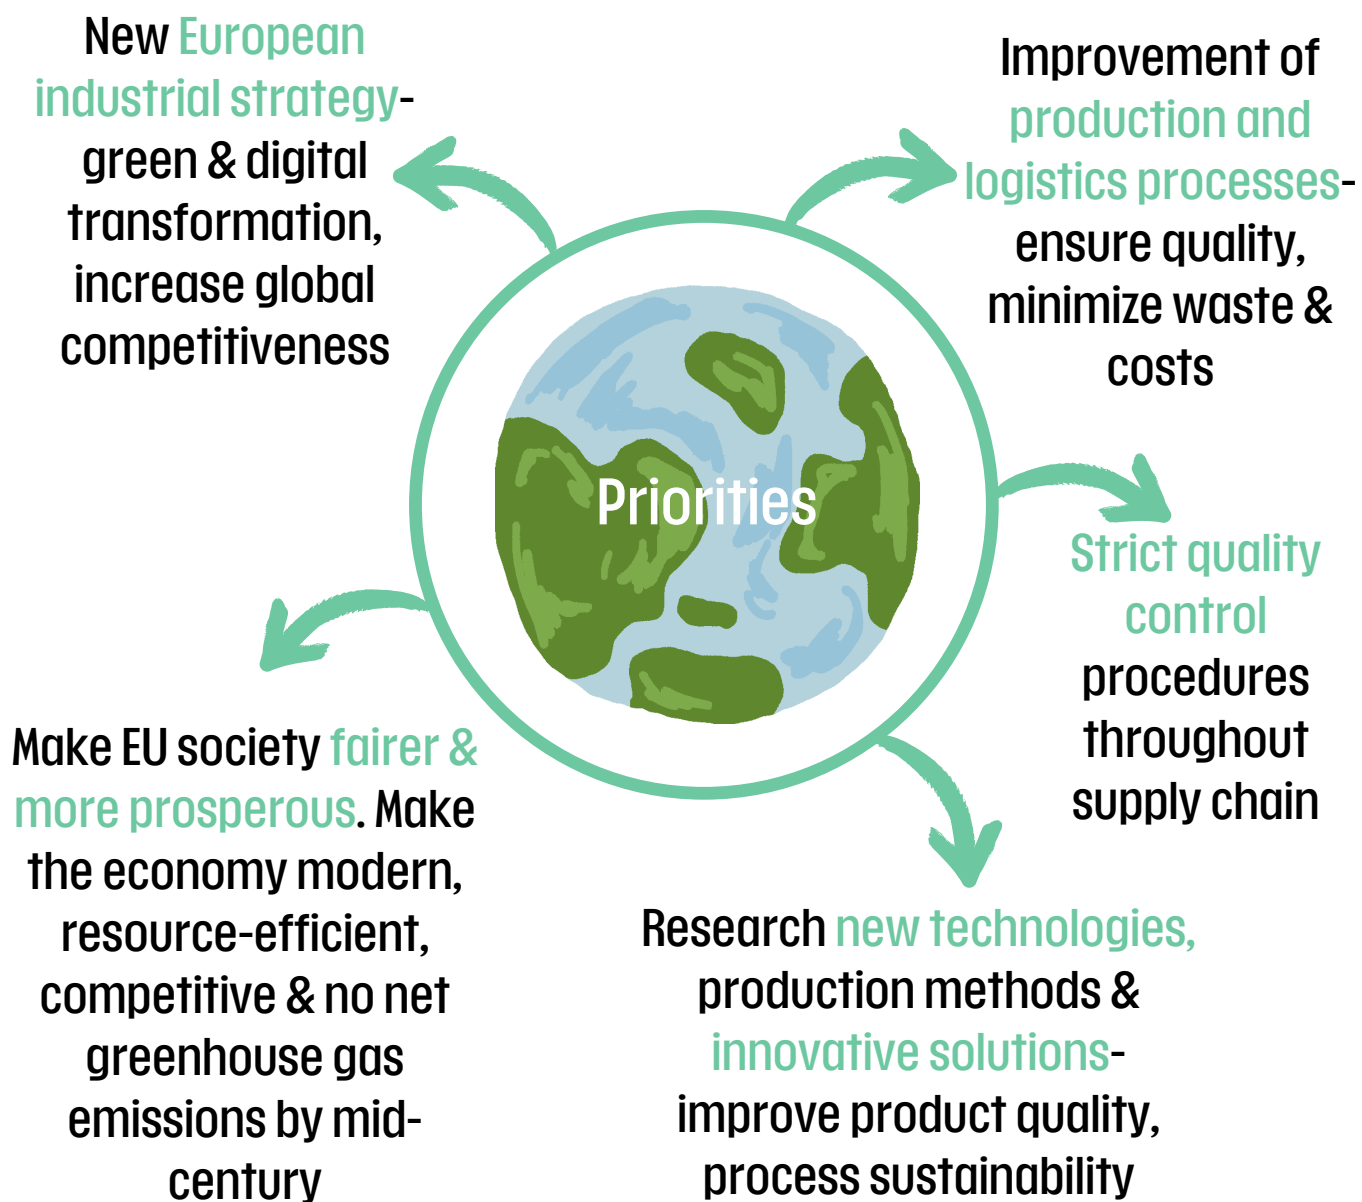 New European
industrial strategy-
green & digital
transformation,
increase global
competitiveness
Improvement of
production and
logistics processes-
ensure quality,
minimize waste &
costs
Priorities
Strict quality
control
procedures
throughout
supply chain
Make EU society fairer &
more prosperous. Make
the economy modern,
resource-efficient,
competitive & no net
greenhouse gas
emissions by mid-
century
Research new technologies,
production methods &
innovative solutions-
improve product quality,
process sustainability